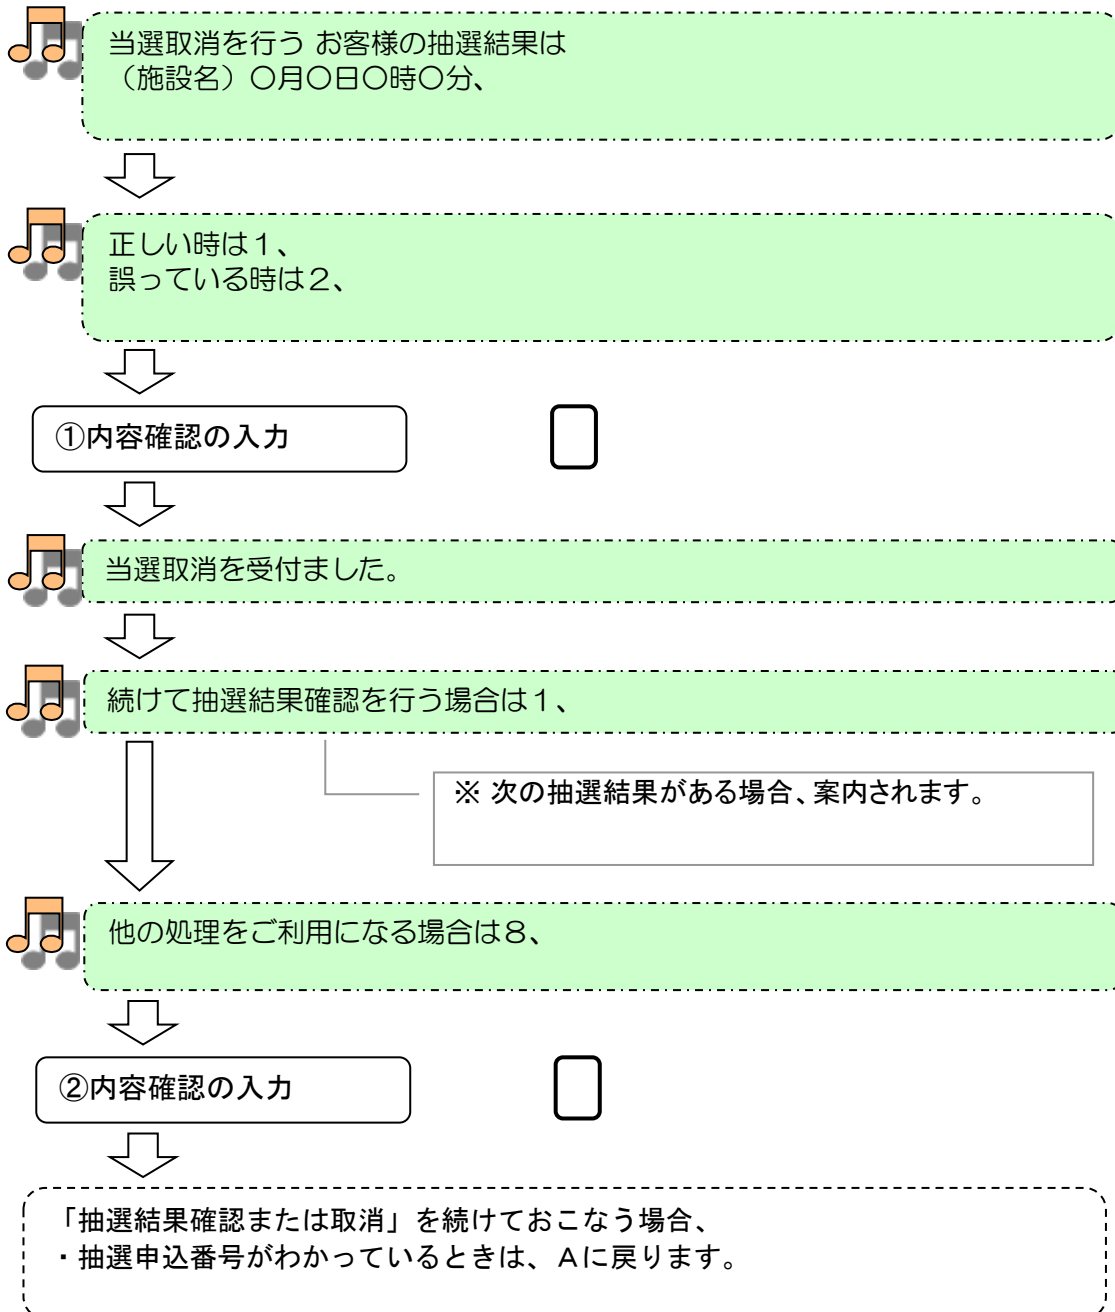 当選取消を行う お客様の抽選結果は
（施設名）〇月〇日〇時〇分、
正しい時は１、
誤っている時は２、
①内容確認の入力
当選取消を受付ました。
続けて抽選結果確認を行う場合は１、
※ 次の抽選結果がある場合、案内されます。
他の処理をご利用になる場合は８、
②内容確認の入力
「抽選結果確認または取消」を続けておこなう場合、
・抽選申込番号がわかっているときは、Ａに戻ります。